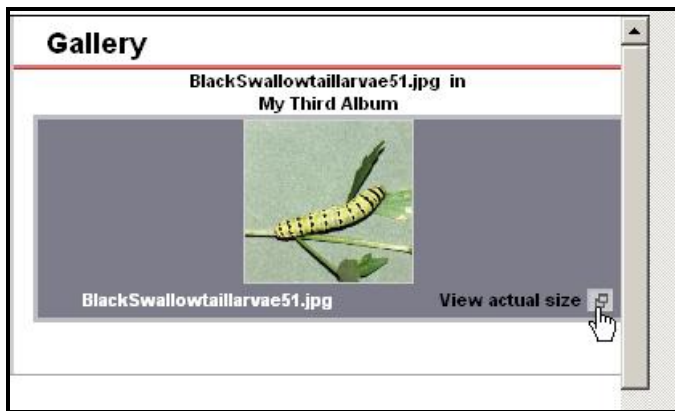 Gallery
BlackSwallowtaillarvae51.jpg in
My Third Album
BlackSwallowtaillarvae51.jpg
View actual size